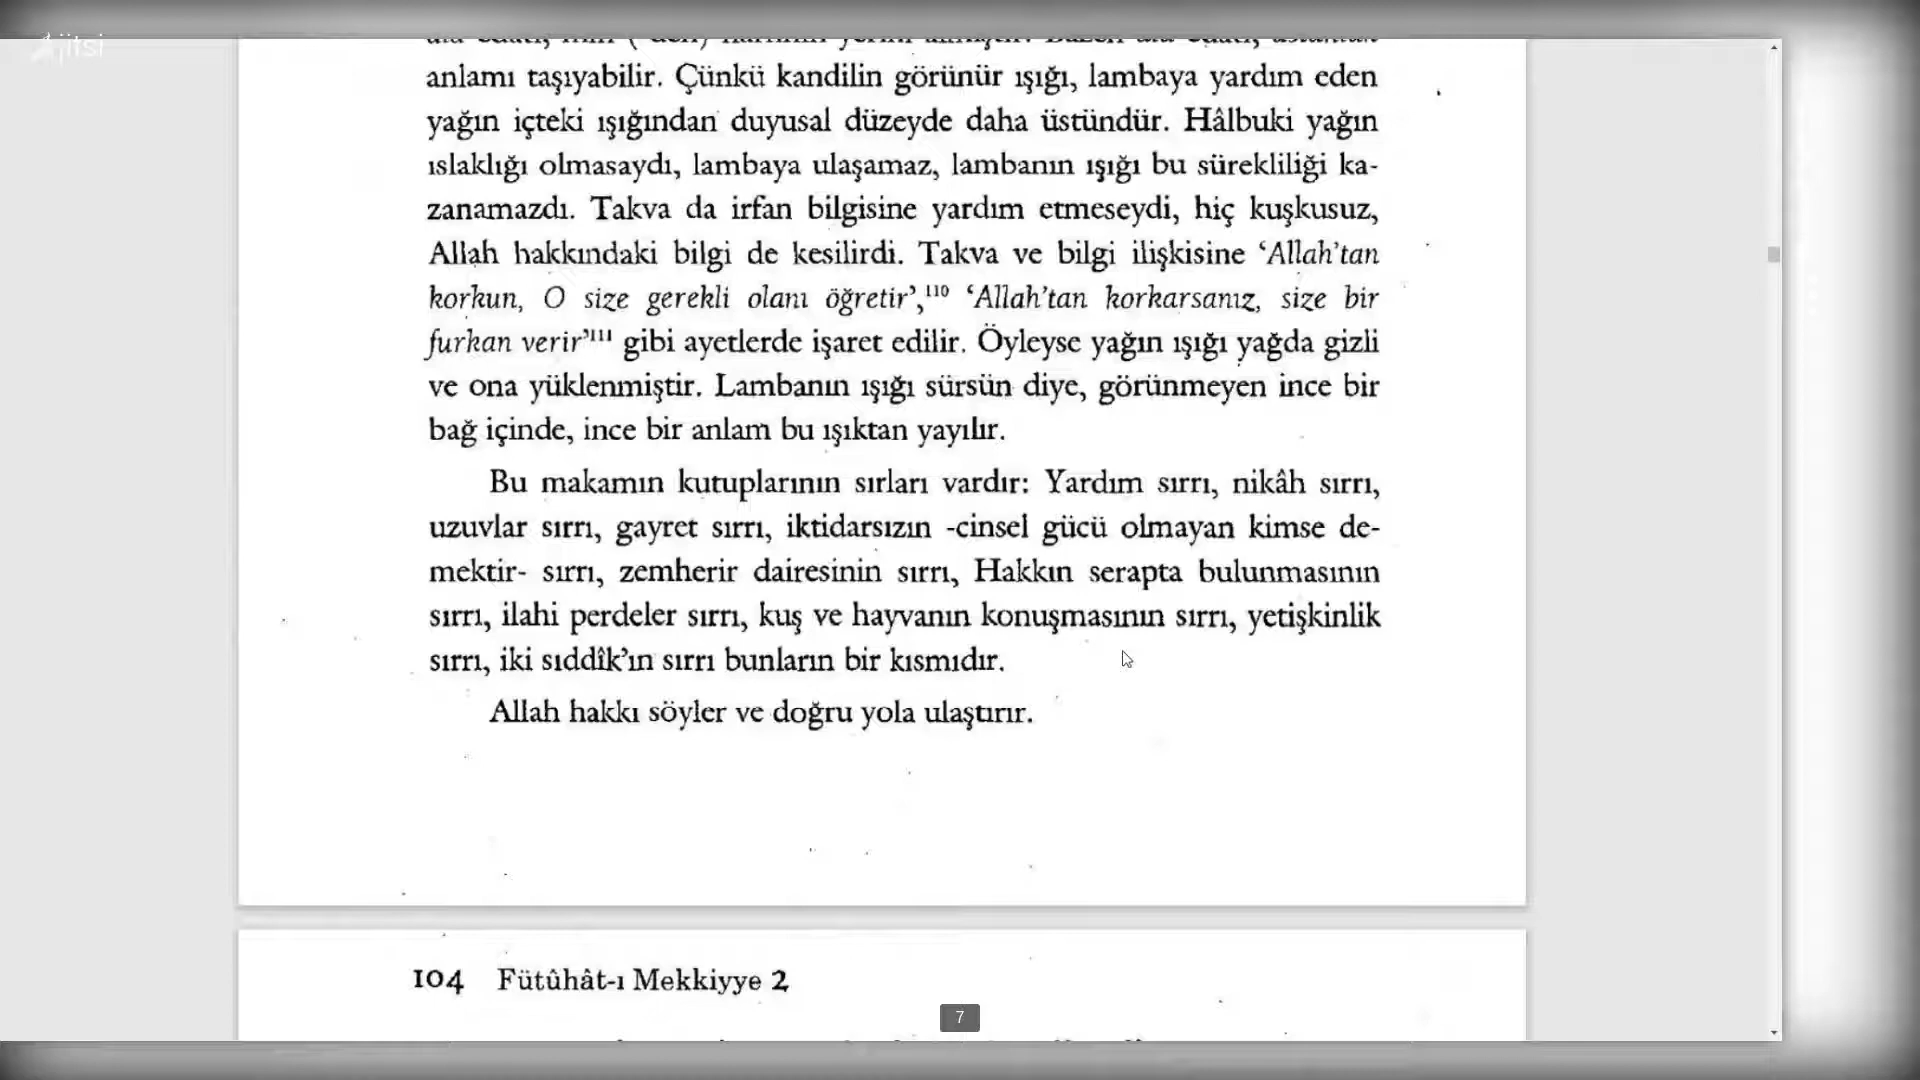 jitsi
anlamı taşıyabilir. Çünkü kandilin görünür ışığı, lambaya yardım eden
yağın içteki ışığından duyusal düzeyde daha üstündür. Hâlbuki yağın
ıslaklığı olmasaydı, lambaya ulaşamaz, lambanın ışığı bu sürekliliği ka-
zanamazdı. Takva da irfan bilgisine yardım etmeseydi, hiç kuşkusuz,
Allah hakkındaki bilgi de kesilirdi. Takva ve bilgi ilişkisine ‘Allah’tan
korkun, O size gerekli olanı öğretir’,¹¹⁰ ‘Allah’tan korkarsanız, size bir
furkan verir’¹¹¹ gibi ayetlerde işaret edilir. Öyleyse yağın ışığı yağda gizli
ve ona yüklenmiştir. Lambanın ışığı sürsün diye, görünmeyen ince bir
bağ içinde, ince bir anlam bu ışıktan yayılır.
Bu makamın kutuplarının sırları vardır: Yardım sırrı, nikâh sırrı,
uzuvlar sırrı, gayret sırrı, iktidarsızın -cinsel gücü olmayan kimse de-
mektir- sırrı, zemherir dairesinin sırrı, Hakkın serapta bulunmasının
sırrı, ilahi perdeler sırrı, kuş ve hayvanın konuşmasının sırrı, yetişkinlik
sırrı, iki sıddîk’ın sırrı bunların bir kısmıdır.
Allah hakkı söyler ve doğru yola ulaştırır.
104 Fütûhât-ı Mekkiyye 2
7